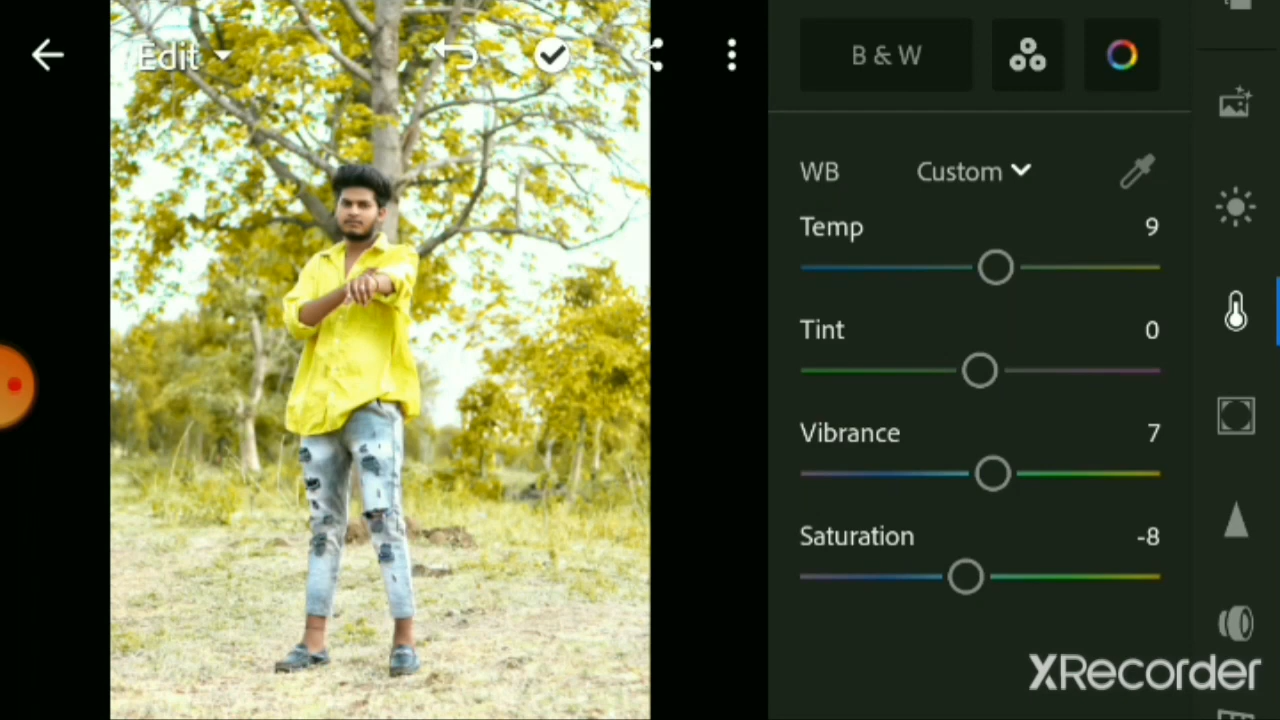 Edit
B & W
WB Custom
Temp 9
Tint 0
Vibrance 7
Saturation -8
XRecorder